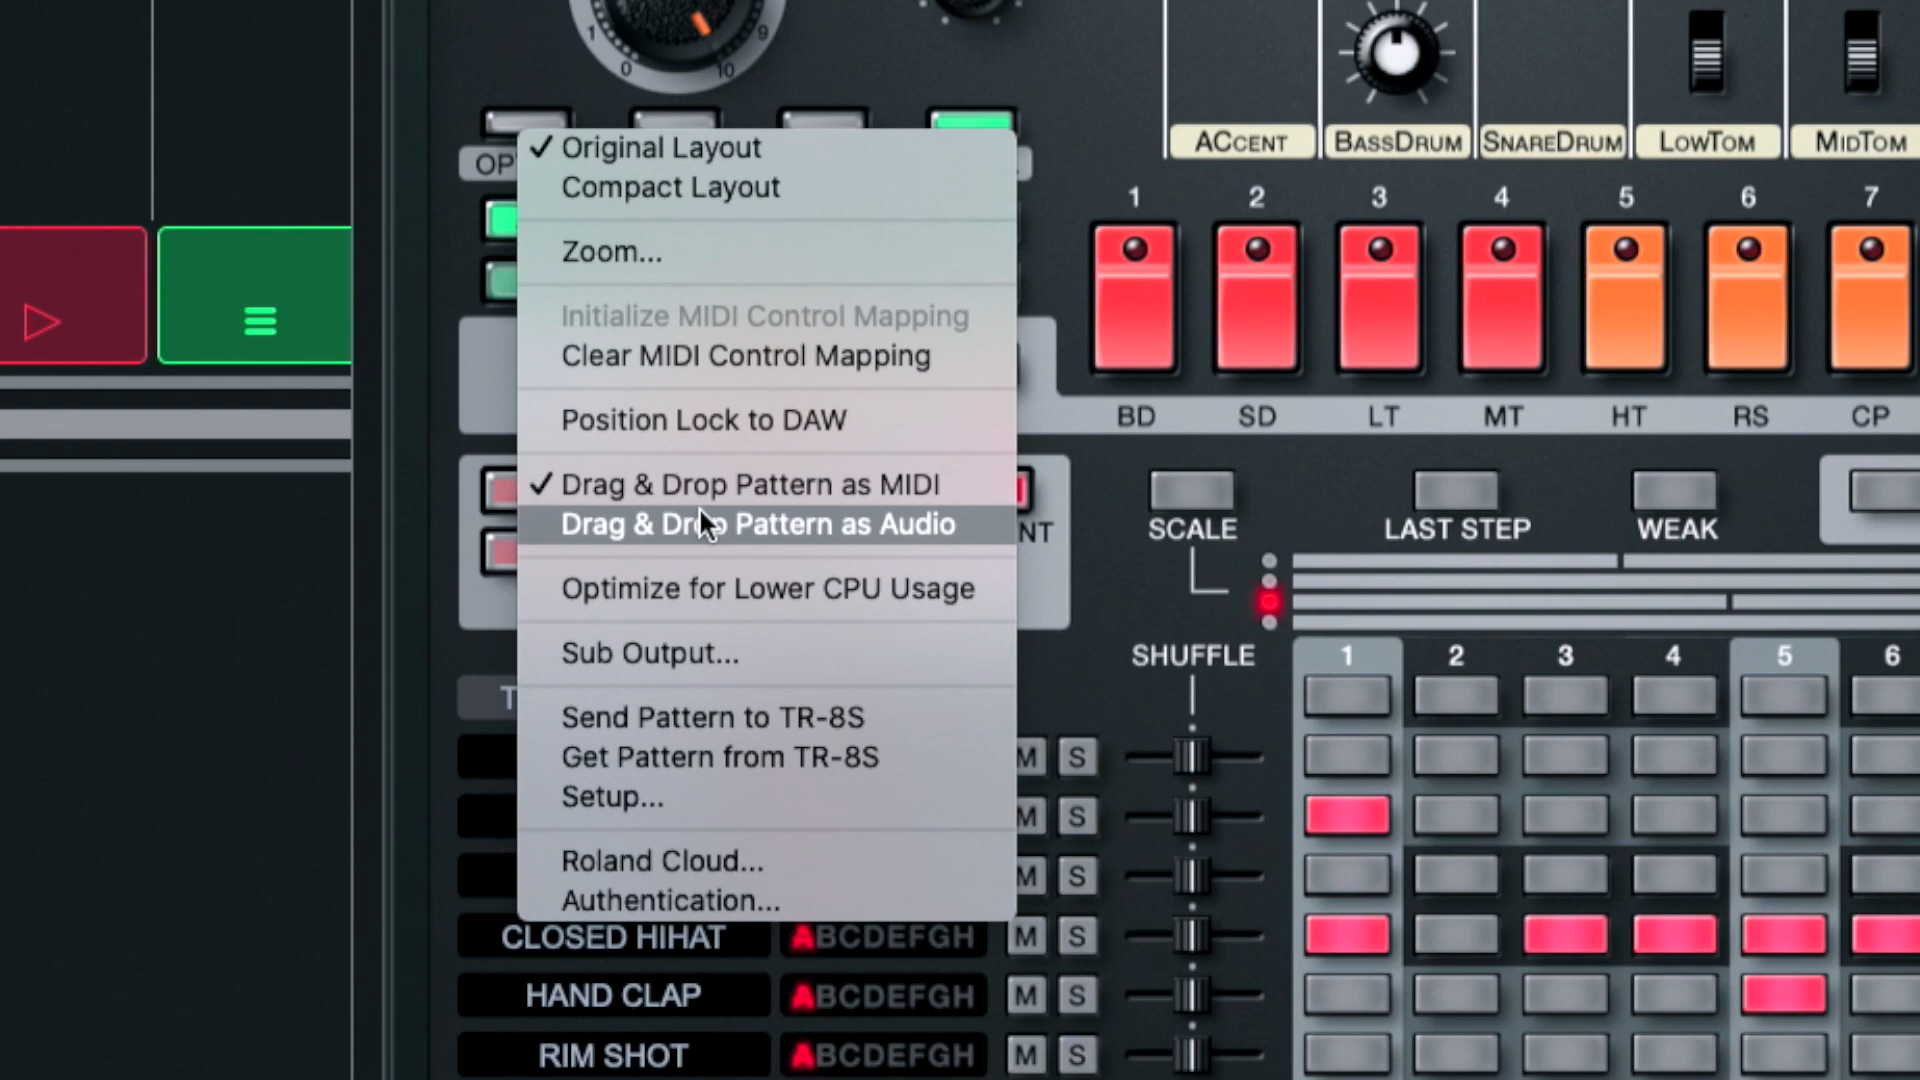 1
9
0
10
ACCENT
BASSDRUM
SNAREDRUM
LOWTOM
MIDTOM
OP
1 2 3 4 5 6 7
BD SD LT MT HT RS CP
✓ Original Layout
Compact Layout
Zoom...
Initialize MIDI Control Mapping
Clear MIDI Control Mapping
Position Lock to DAW
✓ Drag & Drop Pattern as MIDI
Drag & Drop Pattern as Audio
Optimize for Lower CPU Usage
Sub Output...
Send Pattern to TR-8S
Get Pattern from TR-8S
Setup...
Roland Cloud...
Authentication...
NT
SCALE
LAST STEP
WEAK
SHUFFLE
1 2 3 4 5 6
T
M S
M S
M S
CLOSED HIHAT ABCDEFGH M S
HAND CLAP ABCDEFGH M S
RIM SHOT ABCDEFGH M S